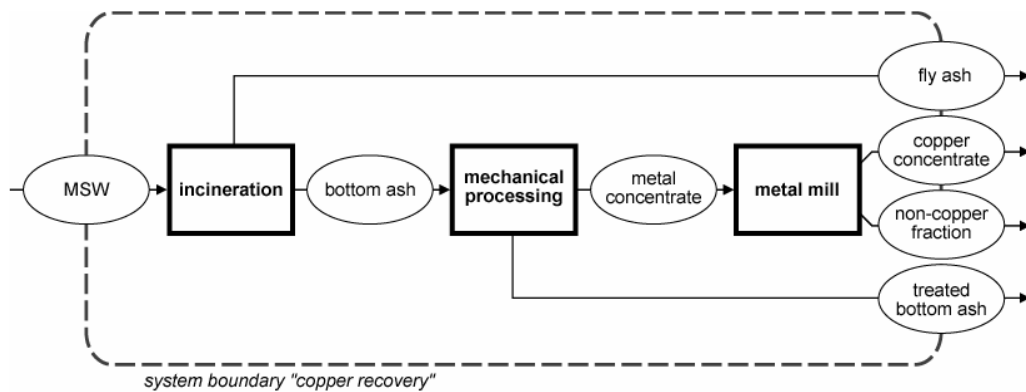 fly ash
copper
concentrate
MSW
incineration
bottom ash
mechanical
processing
metal
concentrate
metal mill
non-copper
fraction
treated
bottom ash
system boundary "copper recovery"